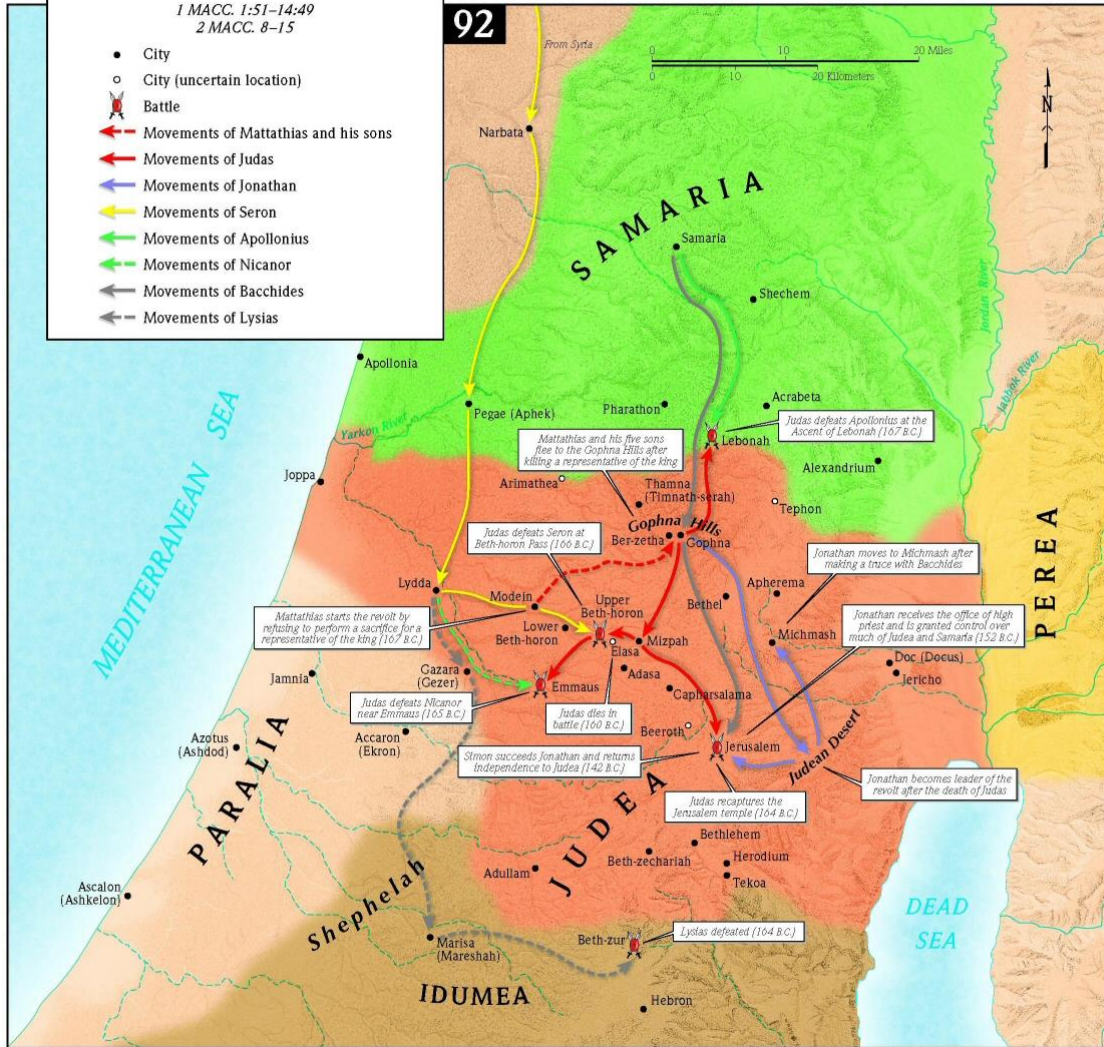 1 MACC. 1:51–14:49
2 MACC. 8–15
City
City (uncertain location)
Battle
Movements of Mattathias and his sons
Movements of Judas
Movements of Jonathan
Movements of Seron
Movements of Apollonius
Movements of Nicanor
Movements of Bacchides
Movements of Lysias
92
From Syria
0 10 20 Miles
0 10 20 Kilometers
N
Narbata
SAMARIA
Samaria
Shechem
Jordan River
Jabbok River
Apollonia
Pegae (Aphek)
Pharathon
Acrabeta
Yarkon River
Judas defeats Apollonius at the
Ascent of Lebonah (167 B.C.)
Lebonah
Mattathias and his five sons
flee to the Gophna Hills after
killing a representative of the king
Alexandrium
MEDITERRANEAN SEA
Joppa
Arimathea
Thamna
(Timnath-serah)
Tephon
Gophna Hills
Ber-zetha
Gophna
PEREA
Judas defeats Seron at
Beth-horon Pass (166 B.C.)
Jonathan moves to Michmash after
making a truce with Bacchides
Lydda
Modein
Upper
Beth-horon
Bethel
Apherema
Mattathias starts the revolt by
refusing to perform a sacrifice for a
representative of the king (167 B.C.)
Lower
Beth-horon
Elasa
Mizpah
Michmash
Jonathan receives the office of high
priest and is granted control over
much of Judea and Samaria (152 B.C.)
Gazara
(Gezer)
Adasa
Doc (Docus)
Jericho
Jamnia
Emmaus
Capharsalama
Judas defeats Nicanor
near Emmaus (165 B.C.)
Judas dies in
battle (160 B.C.)
Beeroth
Accaron
(Ekron)
Azotus
(Ashdod)
Jerusalem
Judean Desert
Simon succeeds Jonathan and returns
independence to Judea (142 B.C.)
Jonathan becomes leader of the
revolt after the death of Judas
PARALIA
Judas recaptures the
Jerusalem temple (164 B.C.)
JUDEA
Bethlehem
Beth-zechariah
Herodium
Adullam
Tekoa
Ascalon
(Ashkelon)
Shephelah
DEAD
SEA
Marisa
(Mareshah)
Beth-zur
Lysias defeated (164 B.C.)
IDUMEA
Hebron